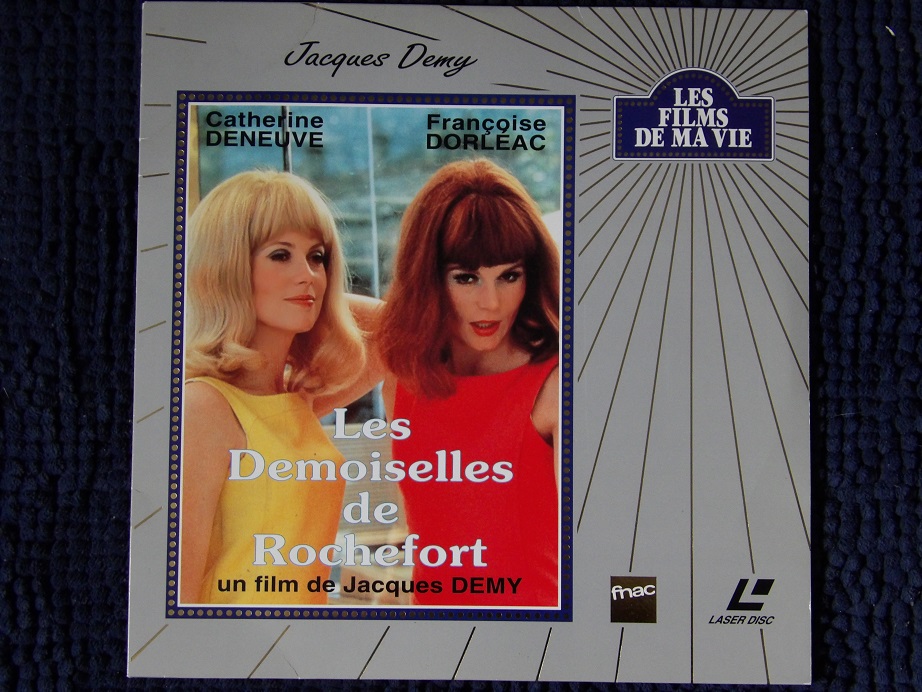 Jacques Demy
LES
FILMS
DE MA VIE
Catherine
DENEUVE
Françoise
DORLÉAC
Les
Demoiselles
de
Rochefort
un film de Jacques DEMY
fnac
LASER DISC